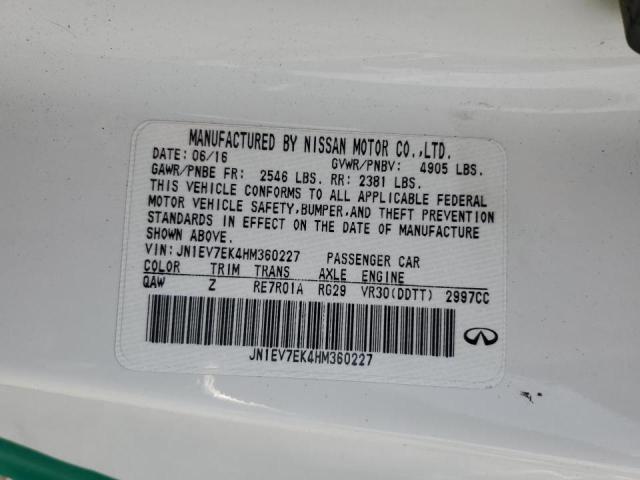 MANUFACTURED BY NISSAN MOTOR CO.,LTD.
DATE: 06/16 GVWR/PNBV: 4905 LBS.
GAWR/PNBE FR: 2546 LBS. RR: 2381 LBS.
THIS VEHICLE CONFORMS TO ALL APPLICABLE FEDERAL
MOTOR VEHICLE SAFETY,BUMPER,AND THEFT PREVENTION
STANDARDS IN EFFECT ON THE DATE OF MANUFACTURE
SHOWN ABOVE.
VIN: JN1EV7EK4HM360227 PASSENGER CAR
COLOR TRIM TRANS AXLE ENGINE
QAW Z RE7R01A RG29 VR30(DDTT) 2997CC
JN1EV7EK4HM360227